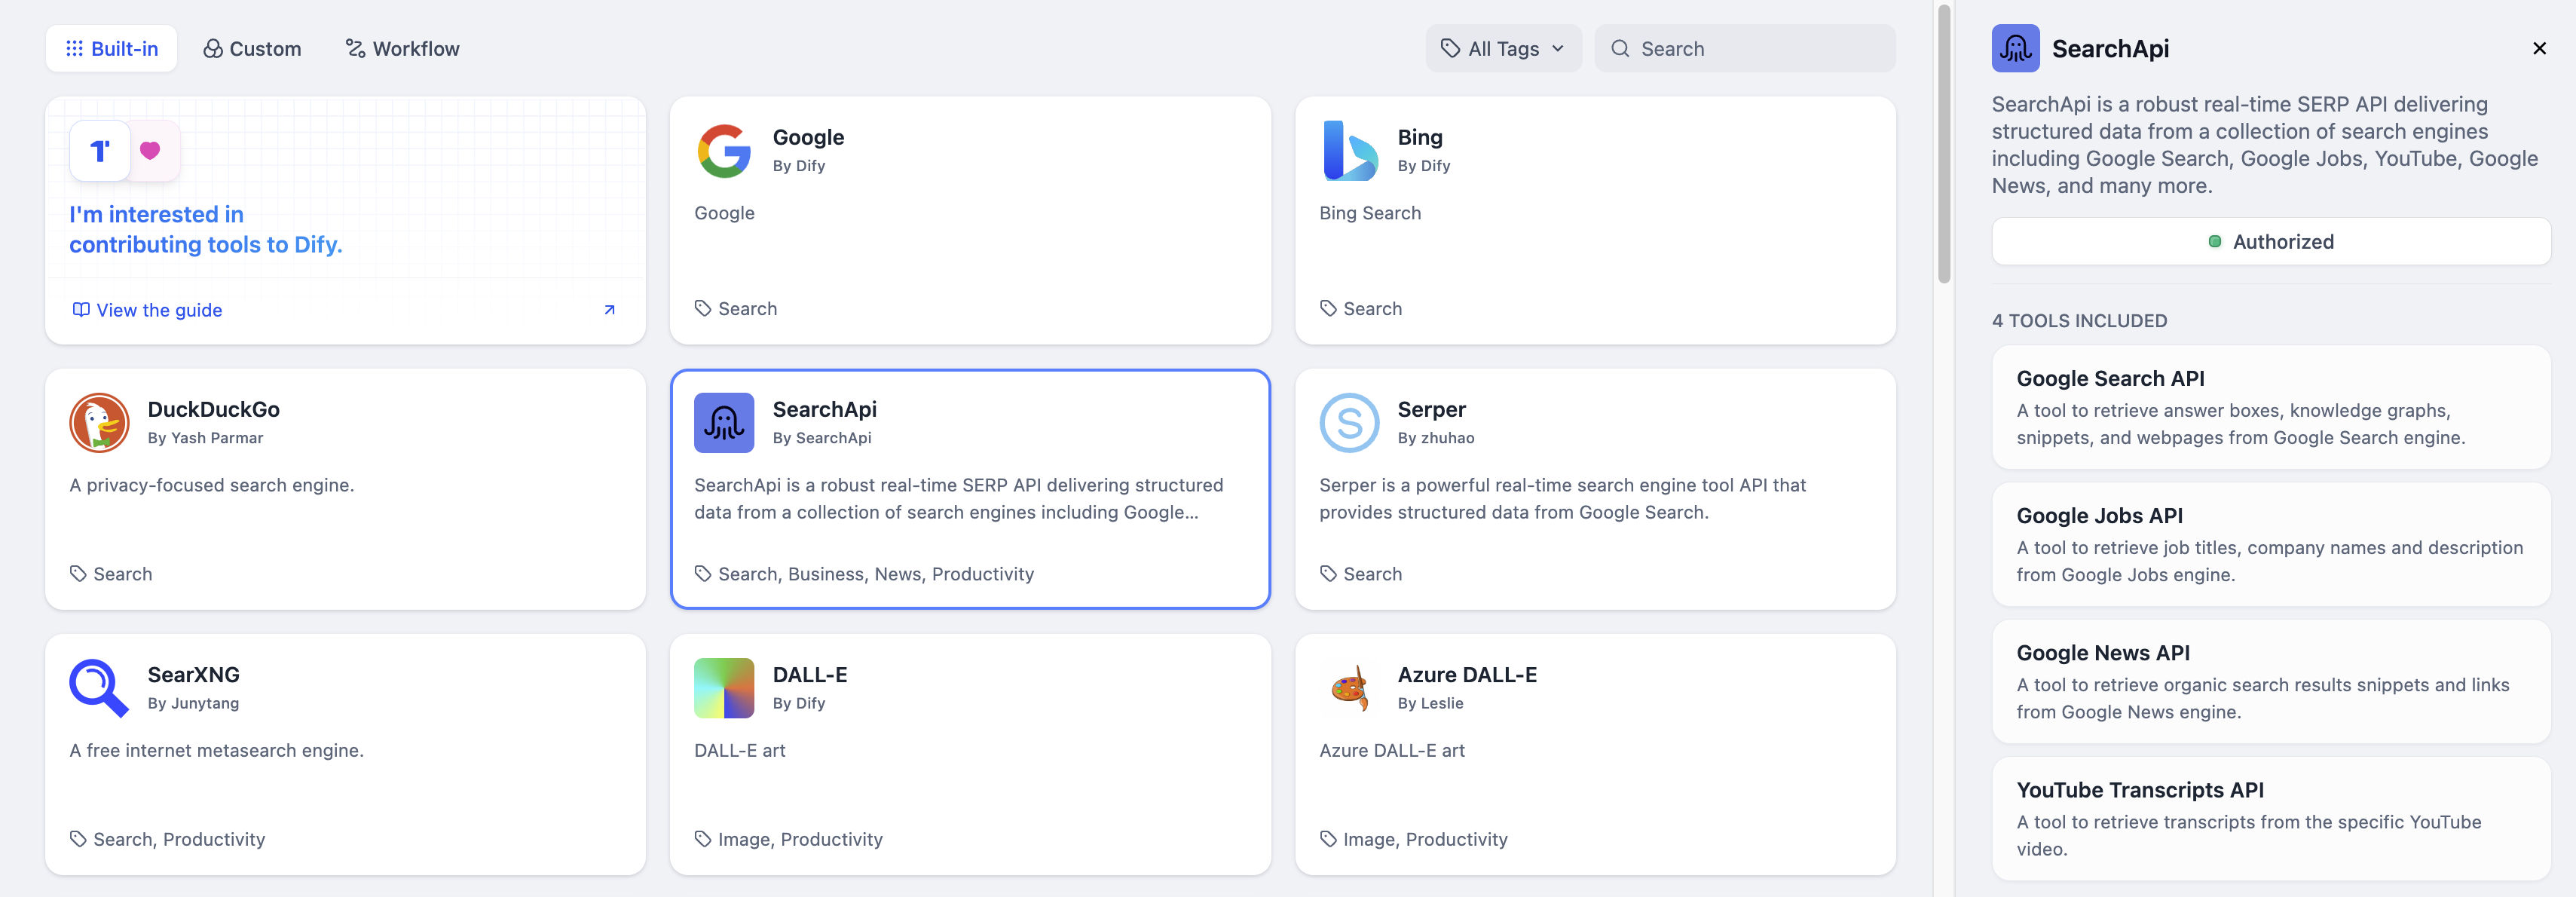 Built-in
Custom
Workflow
All Tags
Search
I'm interested in
contributing tools to Dify.
View the guide
Google
By Dify
Google
Search
Bing
By Dify
Bing Search
Search
DuckDuckGo
By Yash Parmar
A privacy-focused search engine.
Search
SearchApi
By SearchApi
SearchApi is a robust real-time SERP API delivering structured
data from a collection of search engines including Google...
Search, Business, News, Productivity
Serper
By zhuhao
Serper is a powerful real-time search engine tool API that
provides structured data from Google Search.
Search
SearXNG
By Junytang
A free internet metasearch engine.
Search, Productivity
DALL-E
By Dify
DALL-E art
Image, Productivity
Azure DALL-E
By Leslie
Azure DALL-E art
Image, Productivity
SearchApi
SearchApi is a robust real-time SERP API delivering
structured data from a collection of search engines
including Google Search, Google Jobs, YouTube, Google
News, and many more.
Authorized
4 TOOLS INCLUDED
Google Search API
A tool to retrieve answer boxes, knowledge graphs,
snippets, and webpages from Google Search engine.
Google Jobs API
A tool to retrieve job titles, company names and description
from Google Jobs engine.
Google News API
A tool to retrieve organic search results snippets and links
from Google News engine.
YouTube Transcripts API
A tool to retrieve transcripts from the specific YouTube
video.